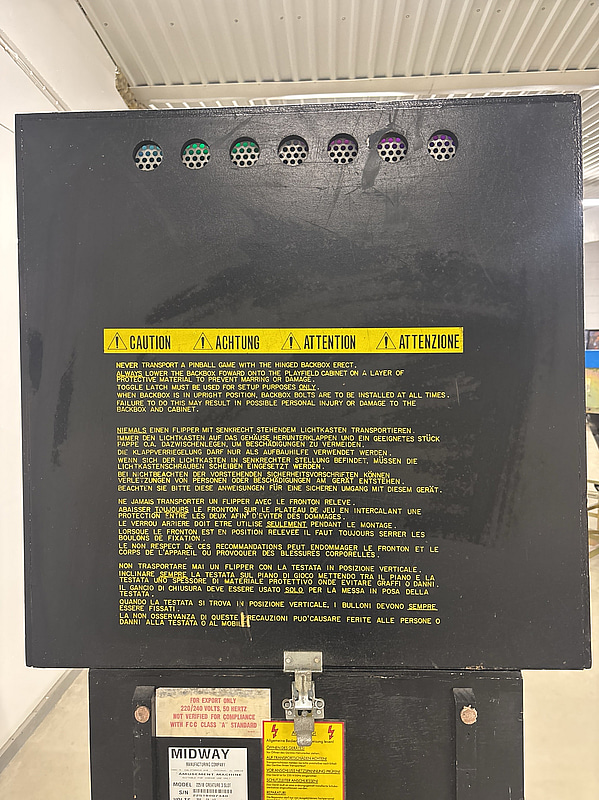 CAUTION ACHTUNG ATTENTION ATTENZIONE
NEVER TRANSPORT A PINBALL GAME WITH THE HINGED BACKBOX ERECT.
ALWAYS LOWER THE BACKBOX FOWARD ONTO THE PLAYFIELD CABINET ON A LAYER OF
PROTECTIVE MATERIAL TO PREVENT MARRING OR DAMAGE.
TOGGLE LATCH MUST BE USED FOR SETUP PURPOSES ONLY.
WHEN BACKBOX IS IN UPRIGHT POSITION, BACKBOX BOLTS ARE TO BE INSTALLED AT ALL TIMES.
FAILURE TO DO THIS MAY RESULT IN POSSIBLE PERSONAL INJURY OR DAMAGE TO THE
BACKBOX AND CABINET.
NIEMALS EINEN FLIPPER MIT SENKRECHT STEHENDEM LICHTKASTEN TRANSPORTIEREN.
IMMER DEN LICHTKASTEN AUF DAS GEHÄUSE HERUNTERKLAPPEN UND EIN GEEIGNETES STÜCK
PAPPE O.A. DAZWISCHENLEGEN, UM BESCHÄDIGUNGEN ZU VERMEIDEN.
DIE KLAPPVERRIEGELUNG DARF NUR ALS AUFBAUHILFE VERWENDET WERDEN.
WENN SICH DER LICHTKASTEN IN SENKRECHTER STELLUNG BEFINDET, MÜSSEN DIE
LICHTKASTENSCHRAUBEN SCHEIBEN EINGESETZT WERDEN.
BEI NICHTBEACHTEN DER VORSTEHENDEN SICHERHEITSVORSCHRIFTEN KÖNNEN
VERLETZUNGEN VON PERSONEN ODER BESCHÄDIGUNGEN AM GERÄT ENTSTEHEN.
BEACHTEN SIE BITTE DIESE ANWEISUNGEN FÜR EINE SICHEREN UMGANG MIT DIESEM GERÄT.
NE JAMAIS TRANSPORTER UN FLIPPER AVEC LE FRONTON RELEVE.
ABAISSER TOUJOURS LE FRONTON SUR LE PLATEAU DE JEU EN INTERCALANT UNE
PROTECTION ENTRE LES DEUX AFIN D'EVITER DES DOMMAGES.
LE VERROU ARRIERE DOIT ETRE UTILISE SEULEMENT PENDANT LE MONTAGE.
LORSQUE LE FRONTON EST EN POSITION RELEVEE IL FAUT TOUJOURS SERRER LES
BOULONS DE FIXATION.
LE NON RESPECT DE CES RECOMMANDATIONS PEUT ENDOMMAGER LE FRONTON ET LE
CORPS DE L'APPAREIL OU PROVOQUER DES BLESSURES CORPORELLES.
NON TRASPORTARE MAI UN FLIPPER CON LA TESTATA IN POSIZIONE VERTICALE.
INCLINARE SEMPRE LA TESTATA SUL PIANO DI GIOCO METTENDO TRA IL PIANO E LA
TESTATA UNO SPESSORE DI MATERIALE PROTETTIVO ONDE EVITARE GRAFFI O DANNI.
IL GANCIO DI CHIUSURA DEVE ESSERE USATO SOLO PER LA MESSA IN POSA DELLA
TESTATA.
QUANDO LA TESTATA SI TROVA IN POSIZIONE VERTICALE, I BULLONI DEVONO SEMPRE
ESSERE FISSATI.
LA NON OSSERVANZA DI QUESTE PRECAUZIONI PUO'CAUSARE FERITE ALLE PERSONE O
DANNI ALLA TESTATA O AL MOBILE.
FOR EXPORT ONLY
220/240 VOLTS, 50 HERTZ
NOT VERIFIED FOR COMPLIANCE
WITH FCC CLASS "A" STANDARD
MIDWAY
MANUFACTURING COMPANY
AMUSEMENT MACHINE
MODEL
S/N
VOLTS